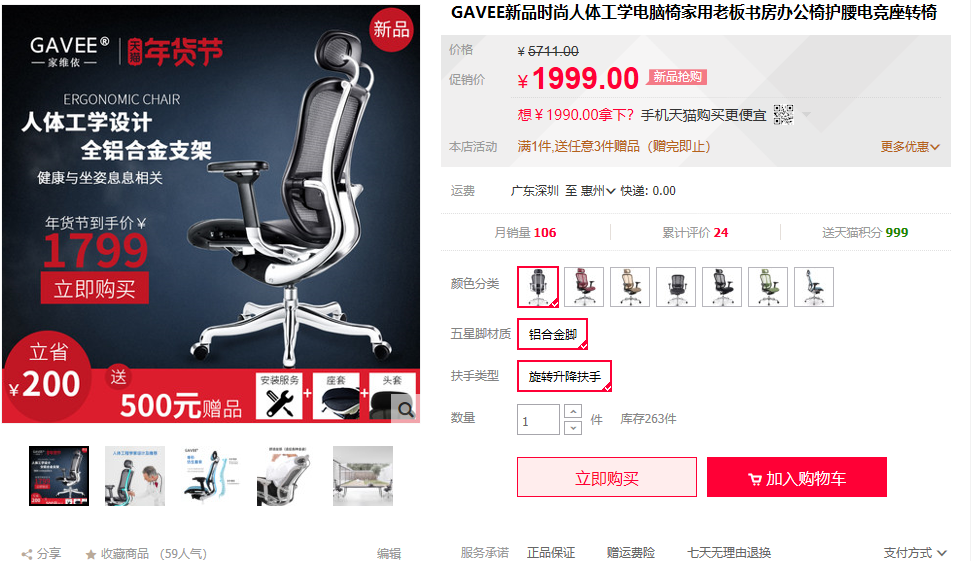 GAVEE新品时尚人体工学电脑椅家用老板书房办公椅护腰电竞座转椅
GAVEE® 天猫年货节
家维依
新品
ERGONOMIC CHAIR
人体工学设计
全铝合金支架
健康与坐姿息息相关
年货节到手价￥
1799
立即购买
立省
￥200
送
500元赠品
安装服务 + 座套 + 头套
价格 ¥ 5711.00
促销价 ¥ 1999.00 新品抢购
想￥1990.00拿下？手机天猫购买更便宜
本店活动 满1件,送任意3件赠品（赠完即止） 更多优惠
运费 广东深圳 至 惠州 快递: 0.00
月销量 106 累计评价 24 送天猫积分 999
颜色分类
五星脚材质 铝合金脚
扶手类型 旋转升降扶手
数量 1 件 库存263件
立即购买 加入购物车
分享 收藏商品 （59人气） 编辑
服务承诺 正品保证 赠运费险 七天无理由退换 支付方式